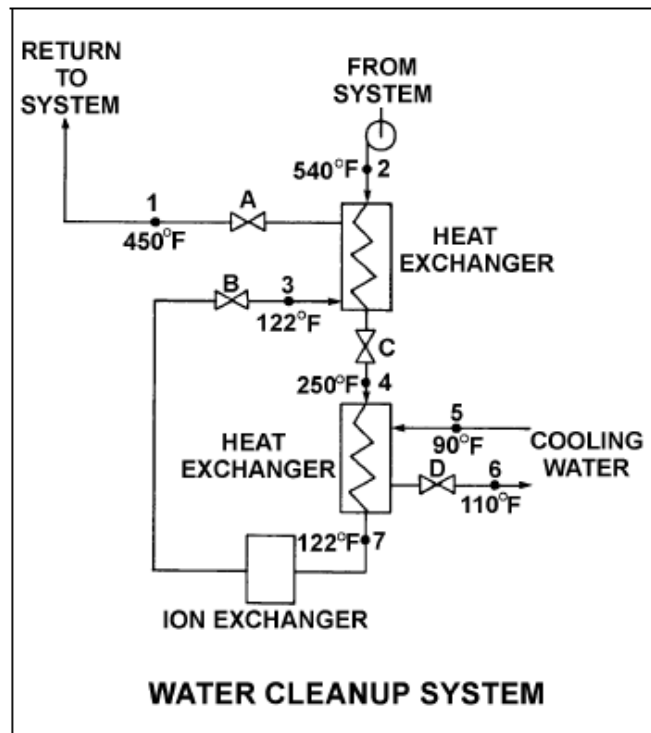 RETURN
TO
SYSTEM
FROM
SYSTEM
540°F 2
1
A
450°F
HEAT
EXCHANGER
B
3
122°F
C
250°F 4
5
90°F
COOLING
WATER
HEAT
EXCHANGER
D
6
110°F
122°F 7
ION EXCHANGER
WATER CLEANUP SYSTEM